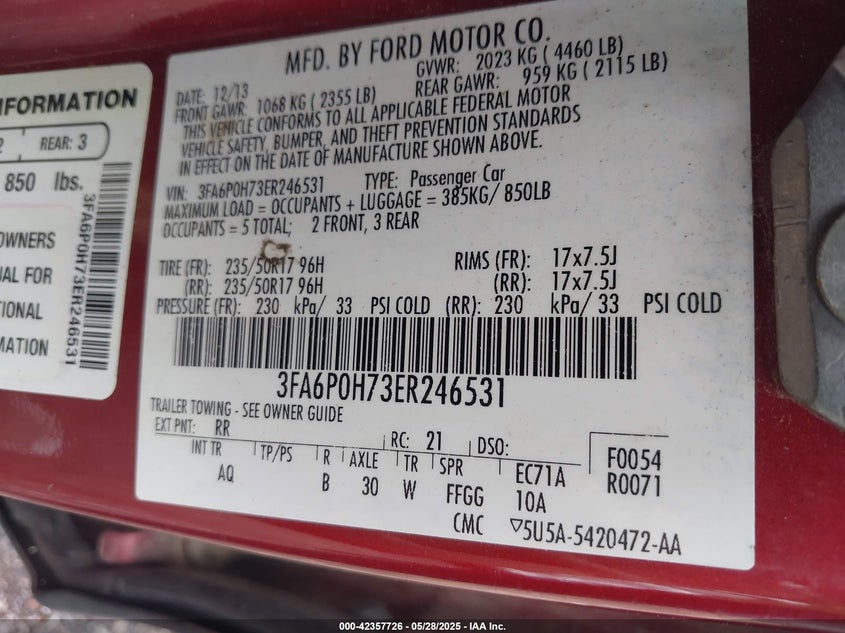 INFORMATION
2 REAR: 3
850 lbs.
OWNERS
UAL FOR
TIONAL
MATION
3FA6P0H73ER246531
MFD. BY FORD MOTOR CO.
DATE: 12/13 GVWR: 2023 KG ( 4460 LB)
FRONT GAWR: 1068 KG ( 2355 LB) REAR GAWR: 959 KG ( 2115 LB)
THIS VEHICLE CONFORMS TO ALL APPLICABLE FEDERAL MOTOR
VEHICLE SAFETY, BUMPER, AND THEFT PREVENTION STANDARDS
IN EFFECT ON THE DATE OF MANUFACTURE SHOWN ABOVE.
VIN: 3FA6P0H73ER246531 TYPE: Passenger Car
MAXIMUM LOAD = OCCUPANTS + LUGGAGE = 385KG/ 850LB
OCCUPANTS = 5 TOTAL; 2 FRONT, 3 REAR
TIRE (FR): 235/50R17 96H RIMS (FR): 17x7.5J
(RR): 235/50R17 96H (RR): 17x7.5J
PRESSURE (FR): 230 kPa/ 33 PSI COLD (RR): 230 kPa/ 33 PSI COLD
3FA6P0H73ER246531
TRAILER TOWING - SEE OWNER GUIDE
EXT PNT: RR RC: 21 DSO: F0054
INT TR TP/PS R AXLE TR SPR EC71A R0071
AQ B 30 W FFGG 10A
CMC ▽5U5A-5420472-AA
000-42357726 - 05/28/2025 - IAA Inc.